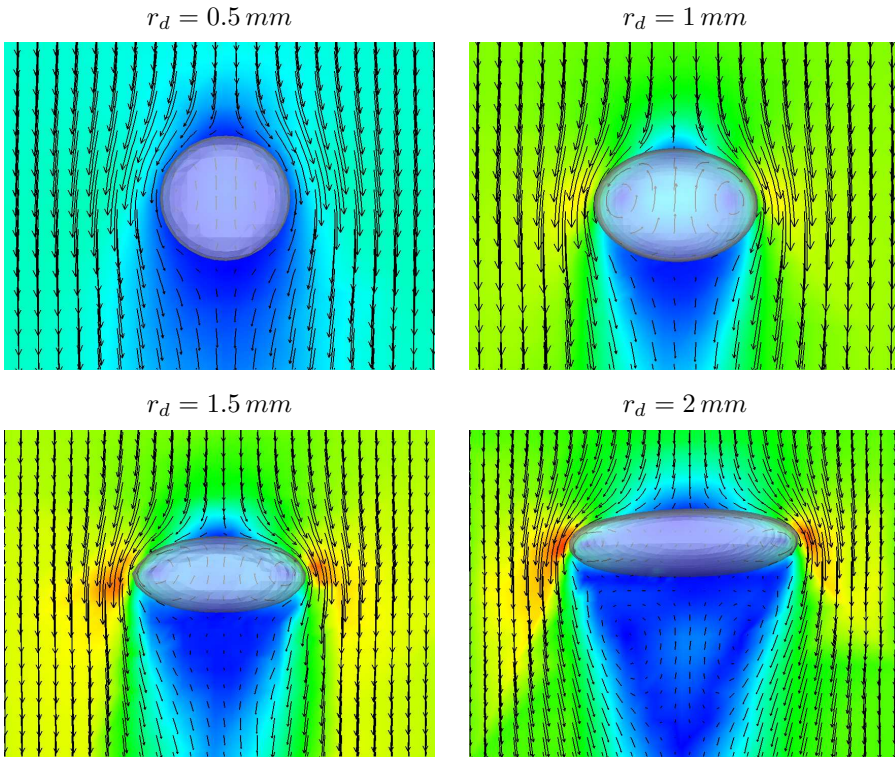 r_d = 0.5 mm
r_d = 1 mm
r_d = 1.5 mm
r_d = 2 mm